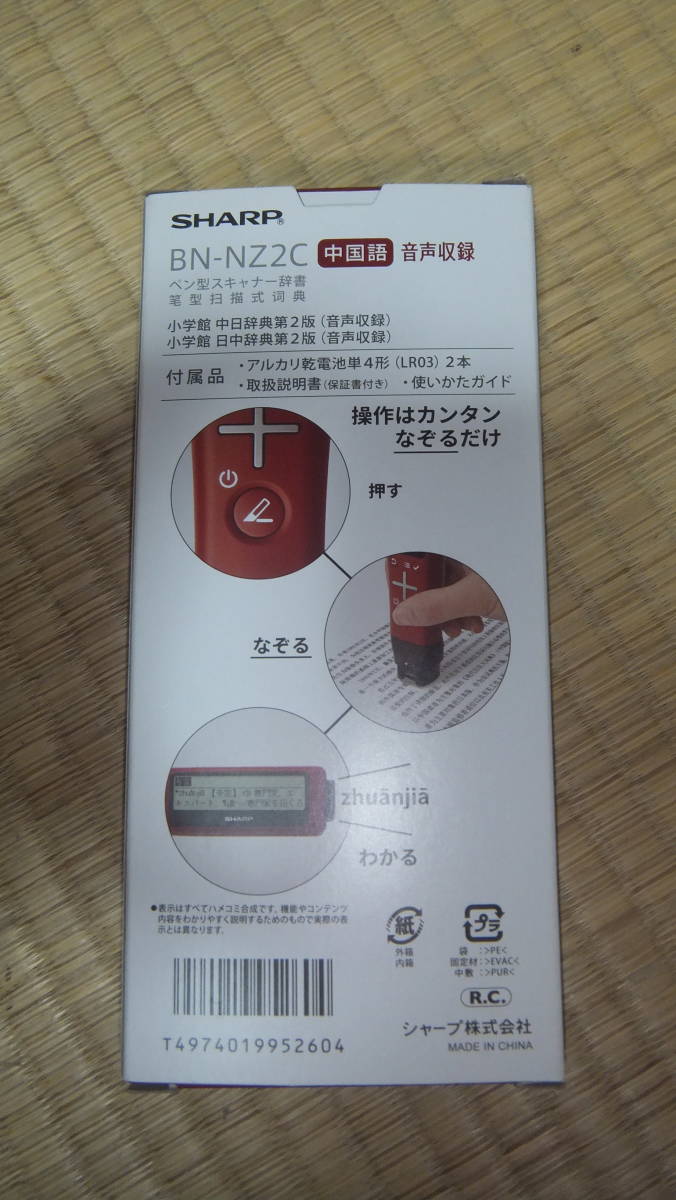 SHARP®
BN-NZ2C 中国語 音声収録
ペン型スキャナー辞書
笔型扫描式词典
小学館 中日辞典第2版(音声収録)
小学館 日中辞典第2版(音声収録)
付属品 ・アルカリ乾電池単4形(LR03)2本
・取扱説明書(保証書付き) ・使いかたガイド
操作はカンタン
なぞるだけ
押す
なぞる
SHARP
zhuānjiā
わかる
●表示はすべてハメコミ合成です。機能やコンテンツ
内容をわかりやすく説明するためのもので実際の表
示とは異なります。
紙
外箱
内箱
プラ
袋 :>PE<
固定材:>EVAC<
中敷 :>PUR<
R.C.
シャープ株式会社
MADE IN CHINA
T4974019952604